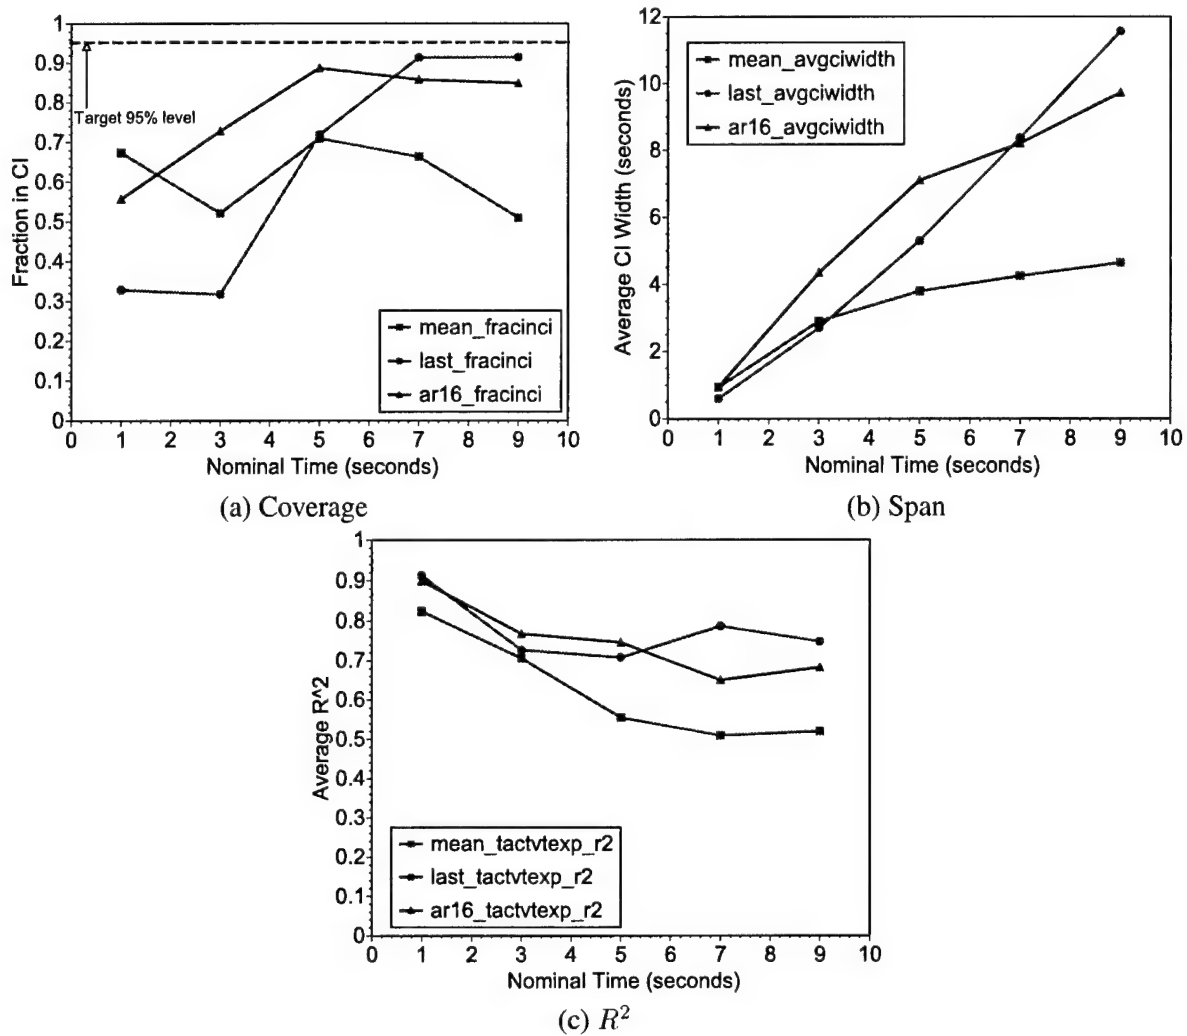 1
0.9
0.8
0.7
0.6
0.5
0.4
0.3
0.2
0.1
0
Fraction in CI
Target 95% level
mean_fracinci
last_fracinci
ar16_fracinci
0 1 2 3 4 5 6 7 8 9 10
Nominal Time (seconds)
(a) Coverage
12
10
8
6
4
2
0
Average CI Width (seconds)
mean_avgciwidth
last_avgciwidth
ar16_avgciwidth
0 1 2 3 4 5 6 7 8 9 10
Nominal Time (seconds)
(b) Span
1
0.9
0.8
0.7
0.6
0.5
0.4
0.3
0.2
0.1
0
Average R^2
mean_tactvtexp_r2
last_tactvtexp_r2
ar16_tactvtexp_r2
0 1 2 3 4 5 6 7 8 9 10
Nominal Time (seconds)
(c) R²